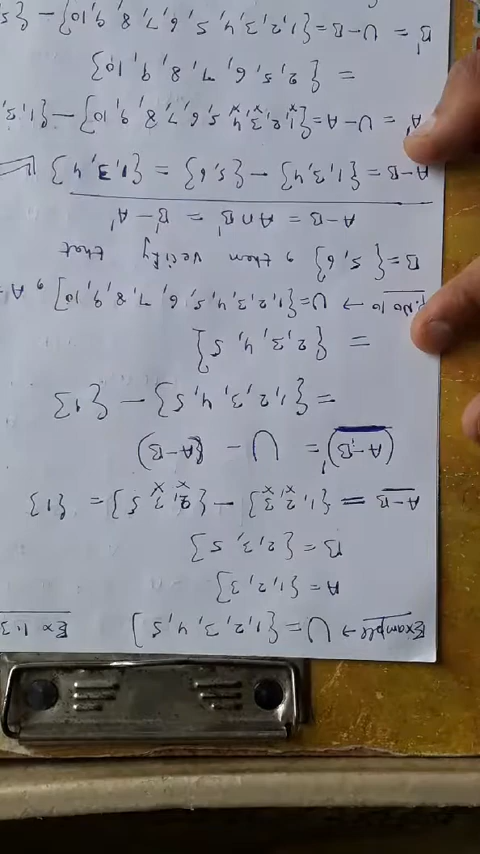 Example → U = {1, 2, 3, 4, 5} Ex 1.3
A = {1, 2, 3}
B = {2, 3, 5}
A-B = {1, 2, 3} - {2, 3, 5} = {1}
(A-B)' = U - (A-B)
= {1, 2, 3, 4, 5} - {1}
= {2, 3, 4, 5}
No 10 → U = {1, 2, 3, 4, 5, 6, 7, 8, 9, 10}, A =
B = {5, 6}, then verify that
A-B = A∩B' = B'-A'
A-B = {1, 3, 4} - {5, 6} = {1, 3, 4}
A' = U-A = {1, 2, 3, 4, 5, 6, 7, 8, 9, 10} - {1, 3,
= {2, 5, 6, 7, 8, 9, 10}
B' = U-B = {1, 2, 3, 4, 5, 6, 7, 8, 9, 10} - {5,